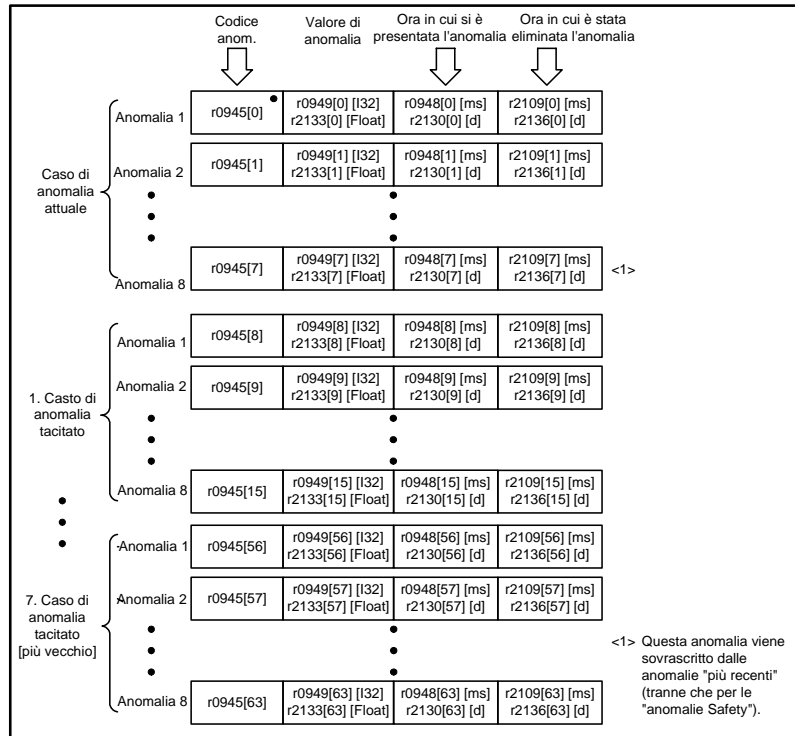 Codice anom.
Valore di anomalia
Ora in cui si è presentata l'anomalia
Ora in cui è stata eliminata l'anomalia
Caso di anomalia attuale
Anomalia 1
r0945[0]
r0949[0] [I32]
r2133[0] [Float]
r0948[0] [ms]
r2130[0] [d]
r2109[0] [ms]
r2136[0] [d]
Anomalia 2
r0945[1]
r0949[1] [I32]
r2133[1] [Float]
r0948[1] [ms]
r2130[1] [d]
r2109[1] [ms]
r2136[1] [d]
Anomalia 8
r0945[7]
r0949[7] [I32]
r2133[7] [Float]
r0948[7] [ms]
r2130[7] [d]
r2109[7] [ms]
r2136[7] [d]
<1>
1. Casto di anomalia tacitato
Anomalia 1
r0945[8]
r0949[8] [I32]
r2133[8] [Float]
r0948[8] [ms]
r2130[8] [d]
r2109[8] [ms]
r2136[8] [d]
Anomalia 2
r0945[9]
r0949[9] [I32]
r2133[9] [Float]
r0948[9] [ms]
r2130[9] [d]
r2109[9] [ms]
r2136[9] [d]
Anomalia 8
r0945[15]
r0949[15] [I32]
r2133[15] [Float]
r0948[15] [ms]
r2130[15] [d]
r2109[15] [ms]
r2136[15] [d]
7. Caso di anomalia tacitato [più vecchio]
Anomalia 1
r0945[56]
r0949[56] [I32]
r2133[56] [Float]
r0948[56] [ms]
r2130[56] [d]
r2109[56] [ms]
r2136[56] [d]
Anomalia 2
r0945[57]
r0949[57] [I32]
r2133[57] [Float]
r0948[57] [ms]
r2130[57] [d]
r2109[57] [ms]
r2136[57] [d]
Anomalia 8
r0945[63]
r0949[63] [I32]
r2133[63] [Float]
r0948[63] [ms]
r2130[63] [d]
r2109[63] [ms]
r2136[63] [d]
<1> Questa anomalia viene
sovrascritto dalle
anomalie "più recenti"
(tranne che per le
"anomalie Safety").